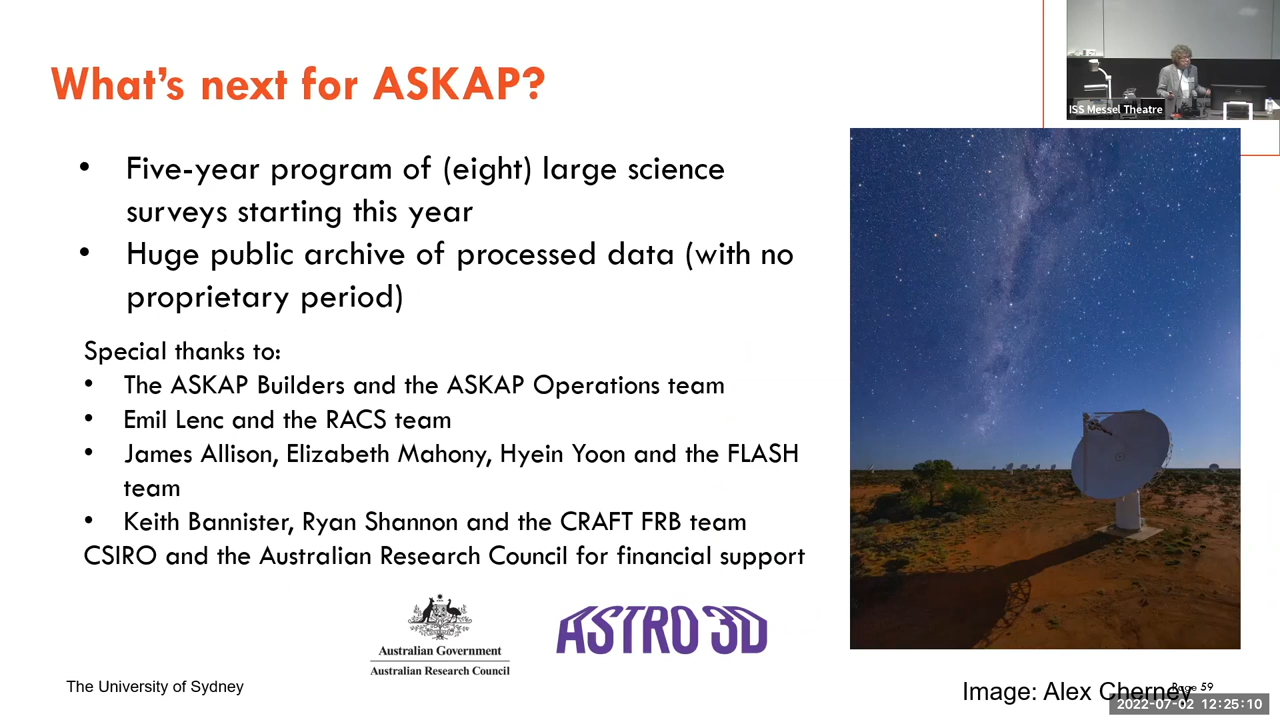 What's next for ASKAP?
ISS Messel Theatre
• Five-year program of (eight) large science
surveys starting this year
• Huge public archive of processed data (with no
proprietary period)
Special thanks to:
• The ASKAP Builders and the ASKAP Operations team
• Emil Lenc and the RACS team
• James Allison, Elizabeth Mahony, Hyein Yoon and the FLASH
team
• Keith Bannister, Ryan Shannon and the CRAFT FRB team
CSIRO and the Australian Research Council for financial support
Australian Government
Australian Research Council
ASTRO 3D
The University of Sydney
Image: Alex Cherney
Page 59
2022-07-02 12:25:10